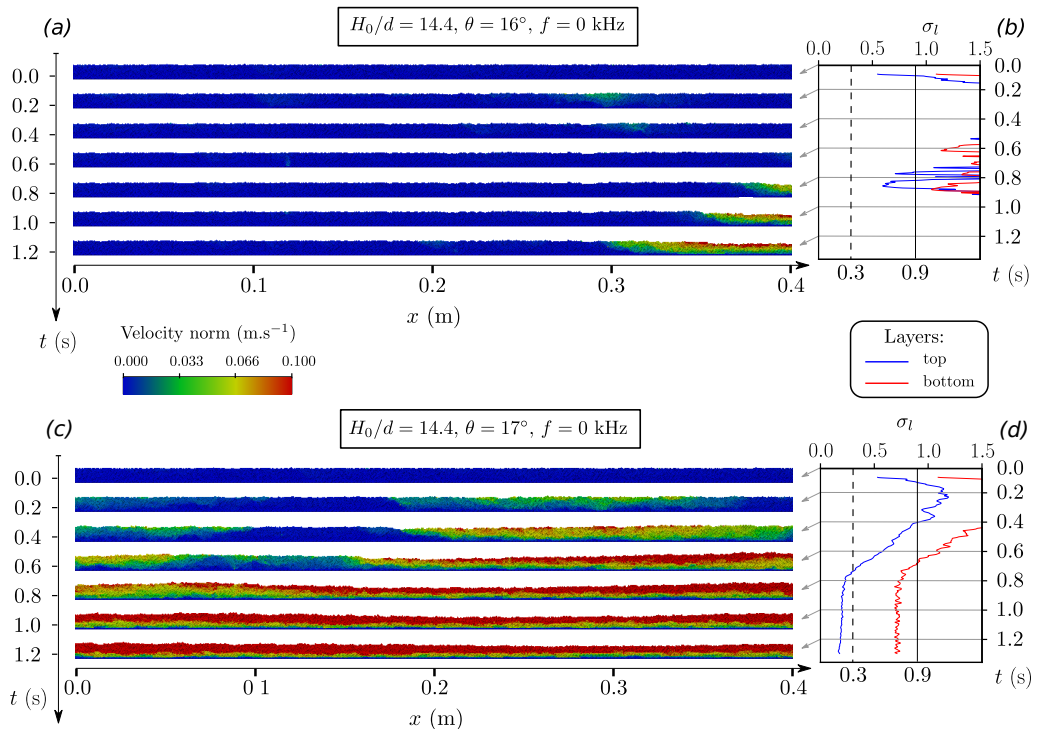 (a)
H₀/d = 14.4, θ = 16°, f = 0 kHz
σₗ
(b)
0.0 0.5 1.0 1.5
0.0
0.2
0.4
0.6
0.8
1.0
1.2
0.0
0.2
0.4
0.6
0.8
1.0
1.2
0.0 0.1 0.2 0.3 0.4
0.3 0.9 t (s)
x (m)
t (s)
Velocity norm (m.s⁻¹)
0.000 0.033 0.066 0.100
Layers:
top
bottom
(c)
H₀/d = 14.4, θ = 17°, f = 0 kHz
σₗ
(d)
0.0 0.5 1.0 1.5
0.0
0.2
0.4
0.6
0.8
1.0
1.2
0.0
0.2
0.4
0.6
0.8
1.0
1.2
0.0 0 1 0.2 0.3 0.4
0.3 0.9 t (s)
t (s)
x (m)